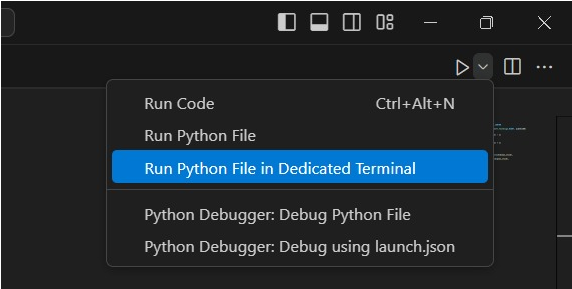 Run Code Ctrl+Alt+N
Run Python File
Run Python File in Dedicated Terminal
Python Debugger: Debug Python File
Python Debugger: Debug using launch.json